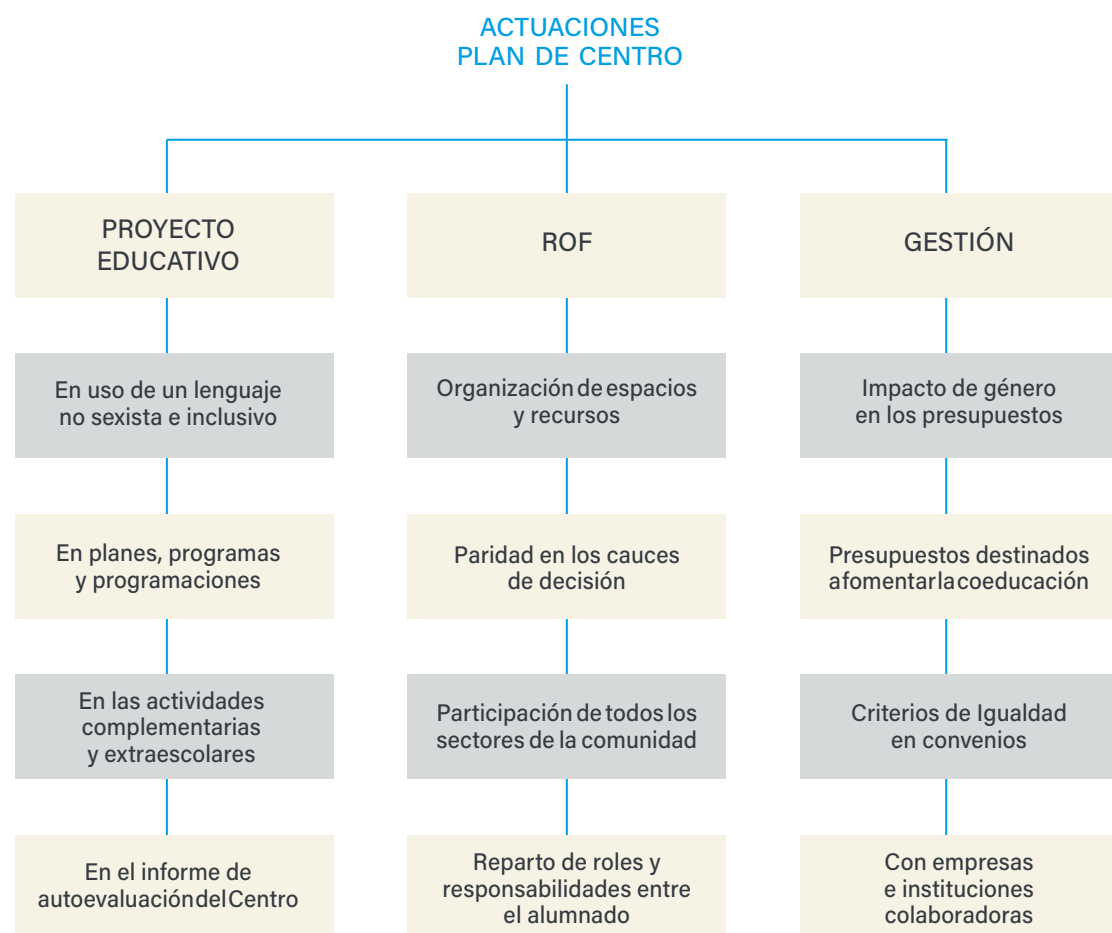 ACTUACIONES
PLAN DE CENTRO
PROYECTO
EDUCATIVO
En uso de un lenguaje
no sexista e inclusivo
En planes, programas
y programaciones
En las actividades
complementarias
y extraescolares
En el informe de
autoevaluación del Centro
ROF
Organización de espacios
y recursos
Paridad en los cauces
de decisión
Participación de todos los
sectores de la comunidad
Reparto de roles y
responsabilidades entre
el alumnado
GESTIÓN
Impacto de género
en los presupuestos
Presupuestos destinados
a fomentar la coeducación
Criterios de Igualdad
en convenios
Con empresas
e instituciones
colaboradoras